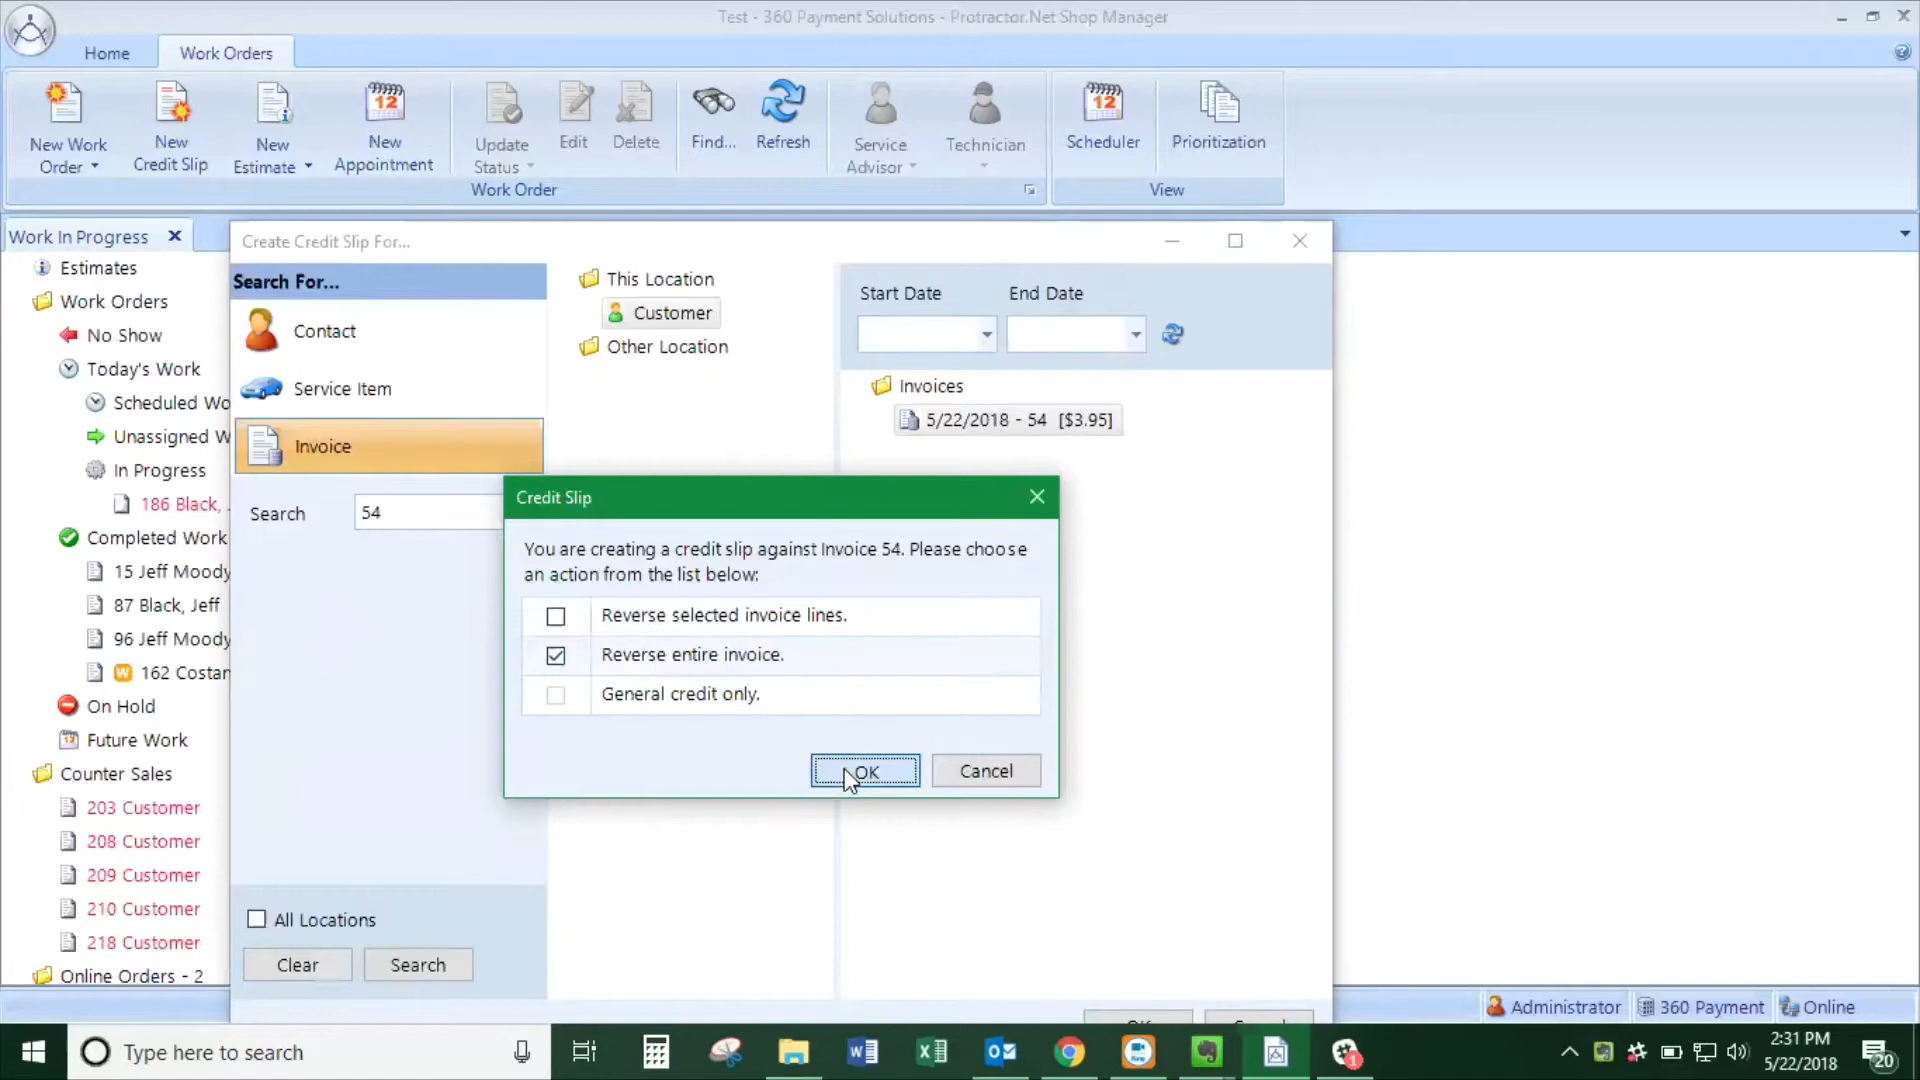 Test - 360 Payment Solutions - Protractor.Net Shop Manager
Home
Work Orders
New Work Order
New Credit Slip
New Estimate
New Appointment
Update Status
Edit
Delete
Find...
Refresh
Service Advisor
Technician
Scheduler
Prioritization
Work Order
View
Work In Progress
Estimates
Work Orders
No Show
Today's Work
Scheduled Wo
Unassigned W
In Progress
186 Black,
Completed Work
15 Jeff Moody
87 Black, Jeff
96 Jeff Moody
162 Costan
On Hold
Future Work
Counter Sales
203 Customer
208 Customer
209 Customer
210 Customer
218 Customer
Online Orders - 2
Create Credit Slip For...
Search For...
Contact
Service Item
Invoice
Search
54
All Locations
Clear
Search
This Location
Customer
Other Location
Start Date
End Date
Invoices
5/22/2018 - 54 [$3.95]
Credit Slip
You are creating a credit slip against Invoice 54. Please choose
an action from the list below:
Reverse selected invoice lines.
Reverse entire invoice.
General credit only.
OK
Cancel
Administrator
360 Payment
Online
Type here to search
2:31 PM
5/22/2018
20